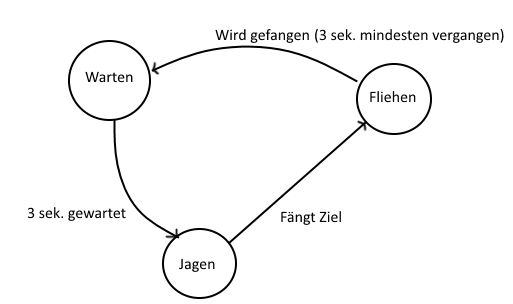 Wird gefangen (3 sek. mindesten vergangen)
Warten
Fliehen
3 sek. gewartet
Fängt Ziel
Jagen